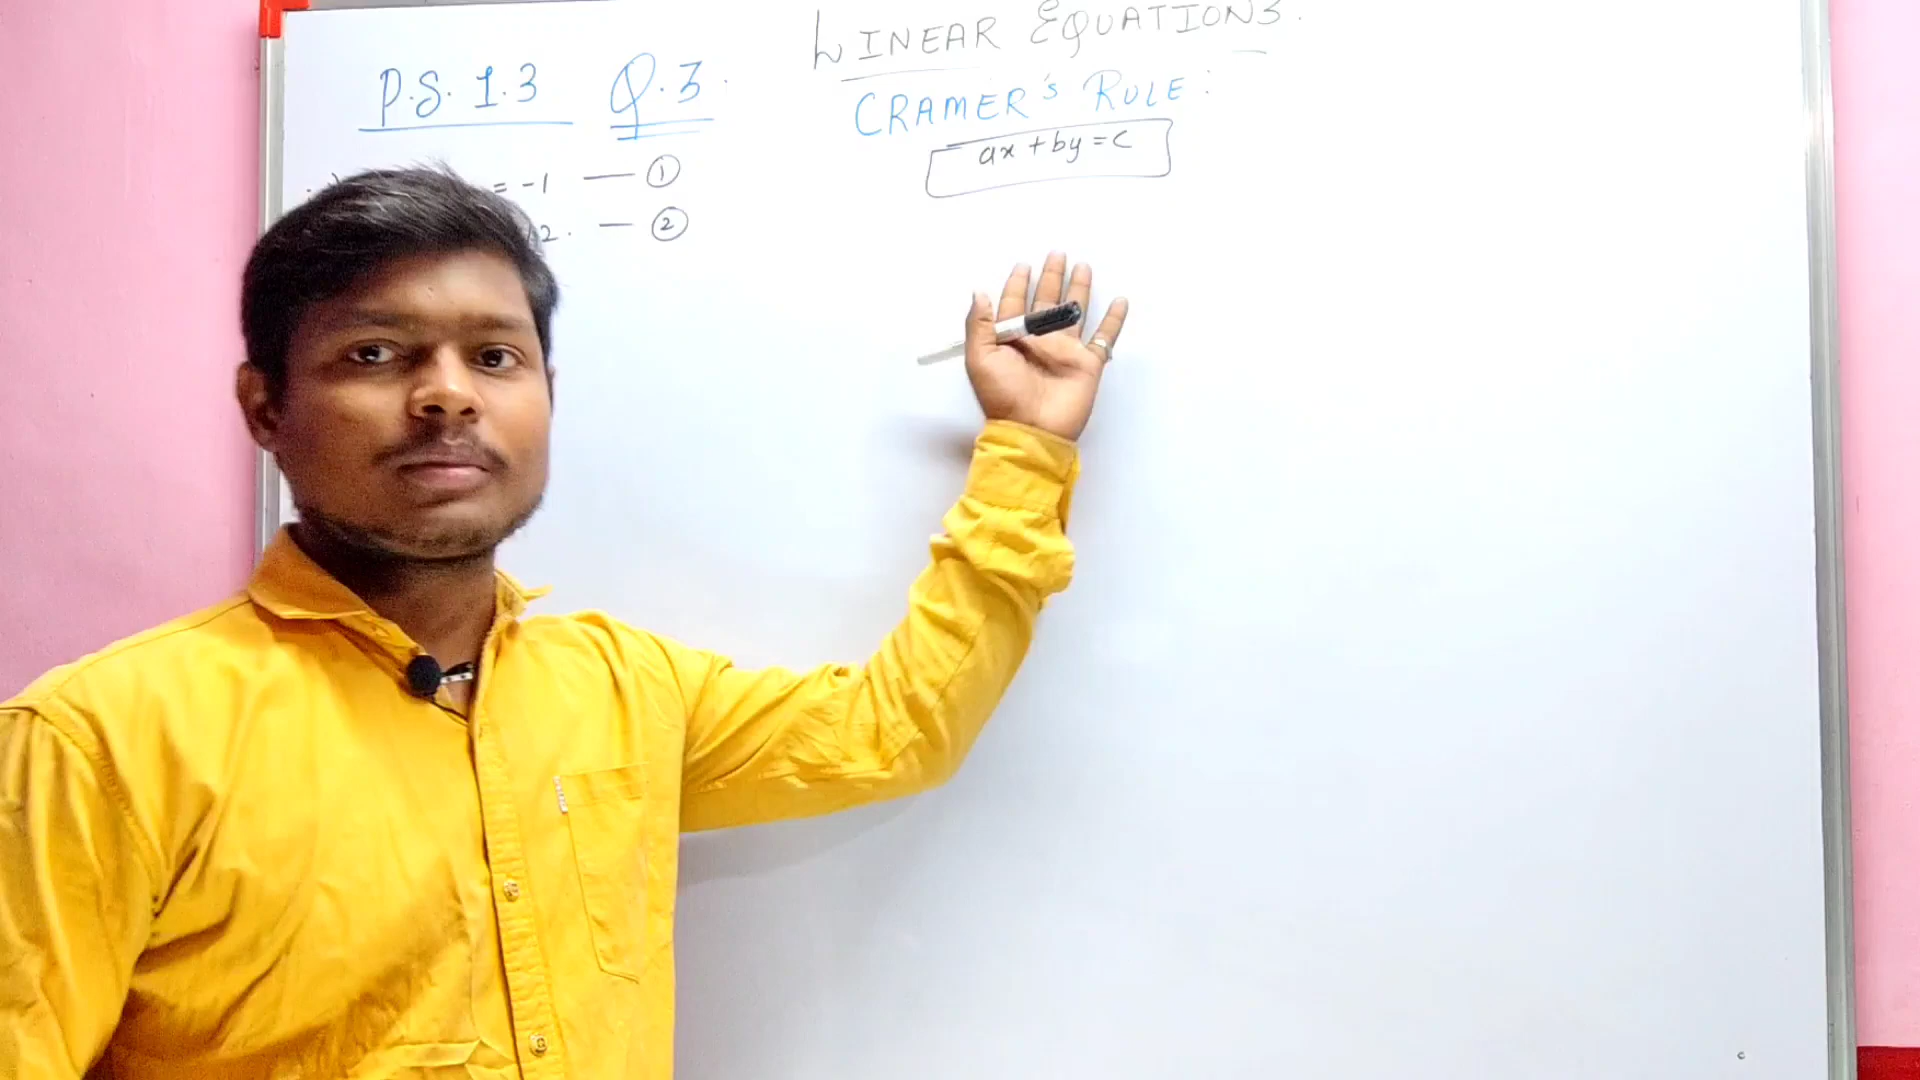 LINEAR EQUATIONS.
P.S. 1.3 Q.3.
CRAMER'S RULE:
ax + by = c
= -1 — ①
2. — ②